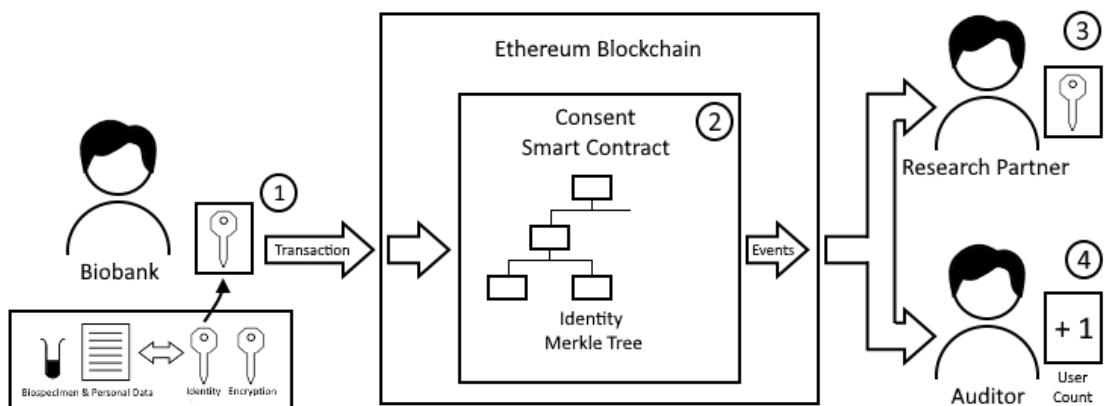 Biobank
1
Biospecimen & Personal Data
Identity
Encryption
Transaction
Ethereum Blockchain
Consent
Smart Contract
2
Identity
Merkle Tree
Events
3
Research Partner
4
Auditor
+ 1
User
Count